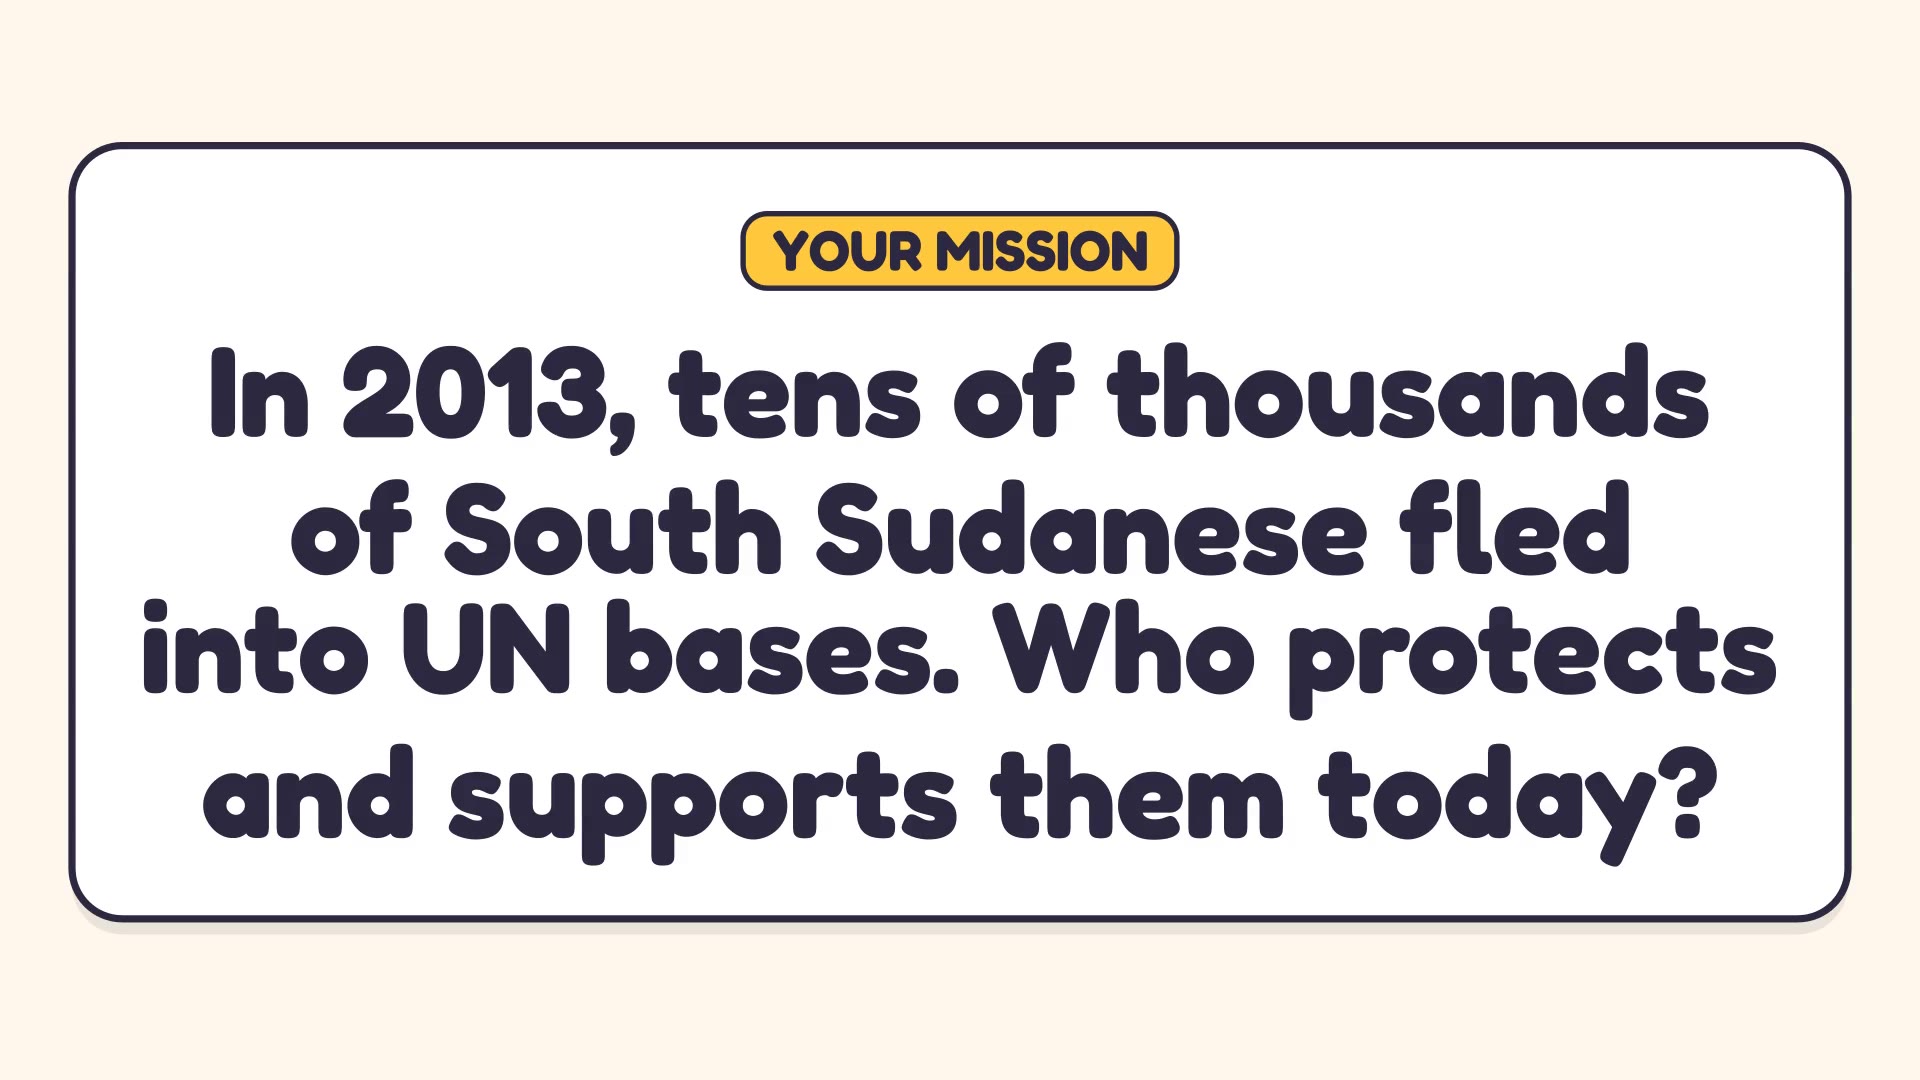 YOUR MISSION
In 2013, tens of thousands
of South Sudanese fled
into UN bases. Who protects
and supports them today?